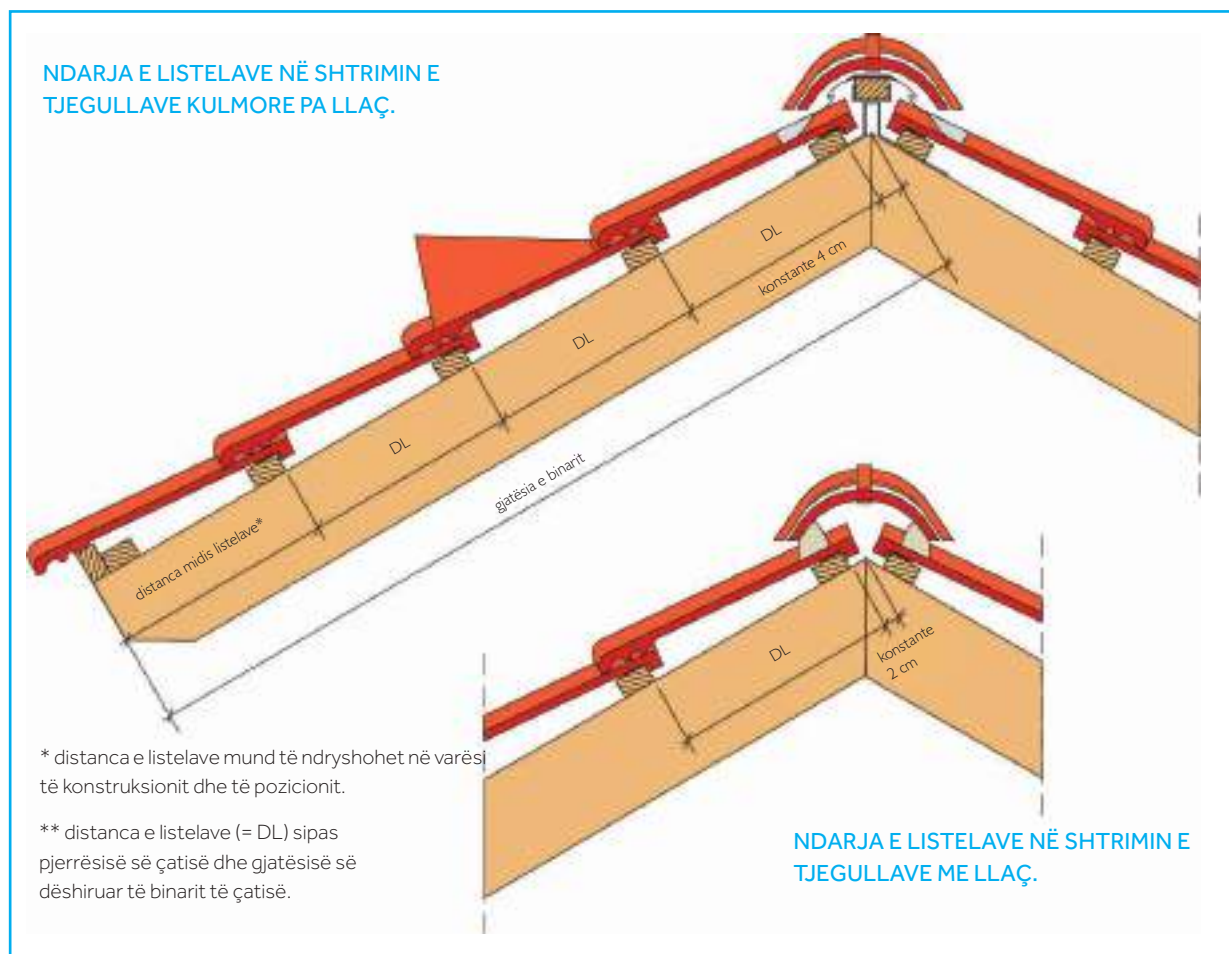 NDARJA E LISTELAVE NË SHTRIMIN E
TJEGULLAVE KULMORE PA LLAÇ.
DL
konstante 4 cm
DL
DL
gjatësia e binarit
distanca midis listelave*
DL
konstante
2 cm
* distanca e listelave mund të ndryshohet në varësi
të konstruksionit dhe të pozicionit.
** distanca e listelave (= DL) sipas
pjerrësisë së çatisë dhe gjatësisë së
dëshiruar të binarit të çatisë.
NDARJA E LISTELAVE NË SHTRIMIN E
TJEGULLAVE ME LLAÇ.